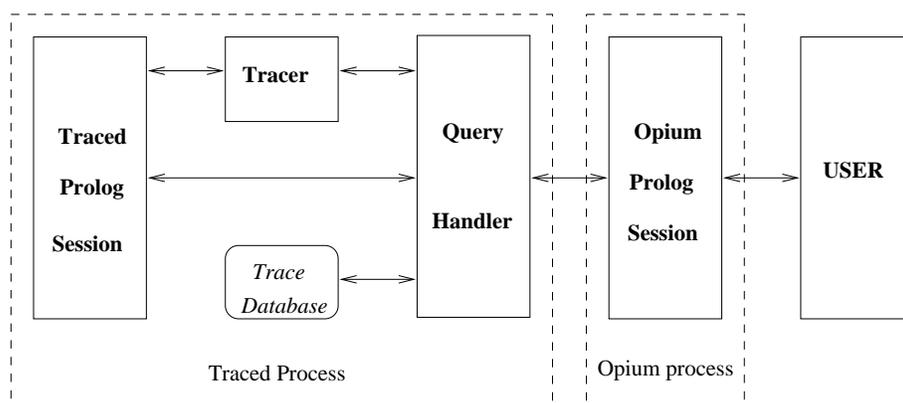 Tracer
Traced
Prolog
Session
Query
Handler
Trace
Database
Traced Process
Opium
Prolog
Session
Opium process
USER